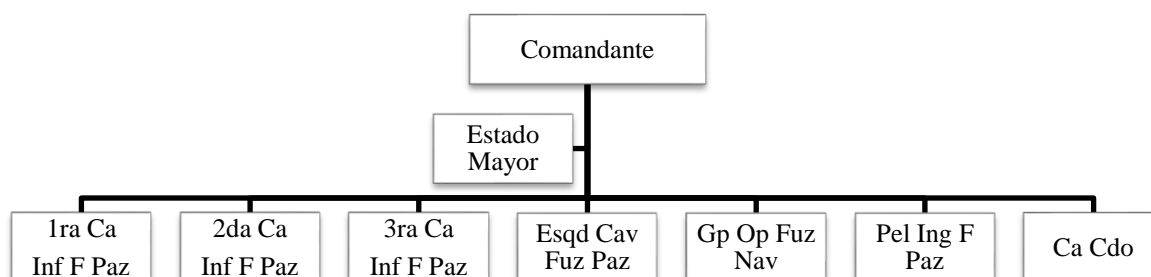 Comandante
Estado
Mayor
1ra Ca
Inf F Paz
2da Ca
Inf F Paz
3ra Ca
Inf F Paz
Esqd Cav
Fuz Paz
Gp Op Fuz
Nav
Pel Ing F
Paz
Ca Cdo